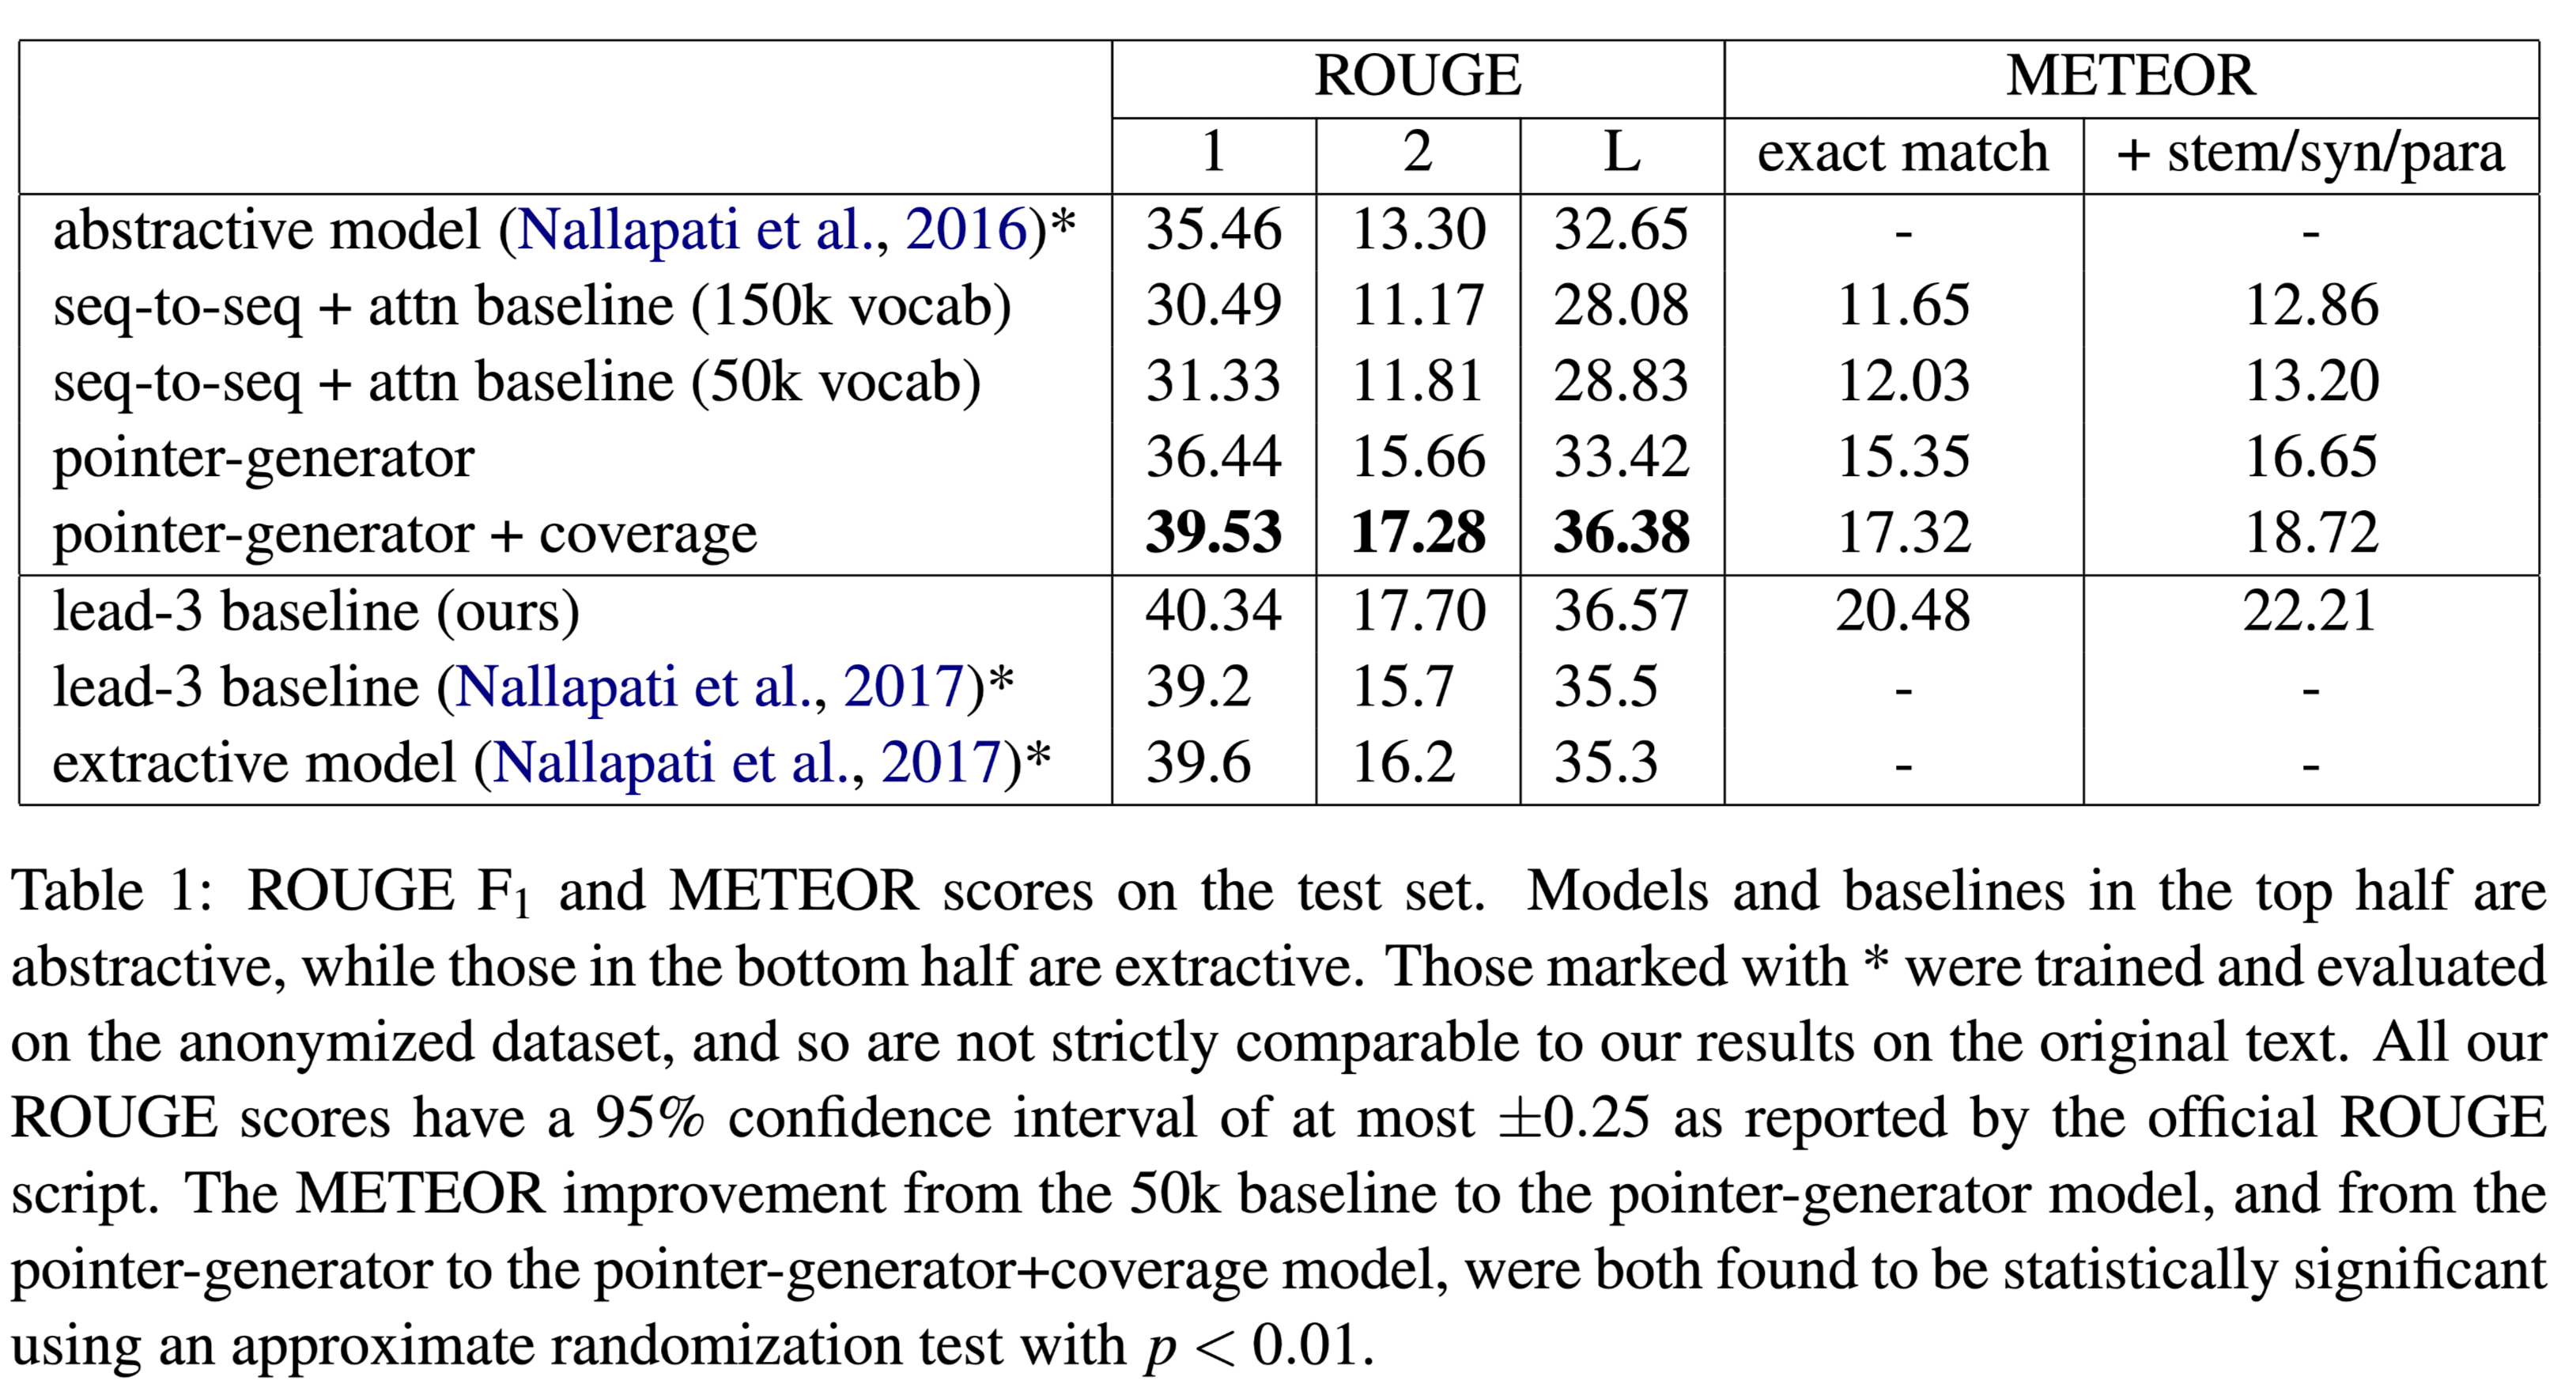 ROUGE METEOR
1 2 L exact match + stem/syn/para
abstractive model (Nallapati et al., 2016)* 35.46 13.30 32.65 - -
seq-to-seq + attn baseline (150k vocab) 30.49 11.17 28.08 11.65 12.86
seq-to-seq + attn baseline (50k vocab) 31.33 11.81 28.83 12.03 13.20
pointer-generator 36.44 15.66 33.42 15.35 16.65
pointer-generator + coverage 39.53 17.28 36.38 17.32 18.72
lead-3 baseline (ours) 40.34 17.70 36.57 20.48 22.21
lead-3 baseline (Nallapati et al., 2017)* 39.2 15.7 35.5 - -
extractive model (Nallapati et al., 2017)* 39.6 16.2 35.3 - -
Table 1: ROUGE F₁ and METEOR scores on the test set. Models and baselines in the top half are
abstractive, while those in the bottom half are extractive. Those marked with * were trained and evaluated
on the anonymized dataset, and so are not strictly comparable to our results on the original text. All our
ROUGE scores have a 95% confidence interval of at most ±0.25 as reported by the official ROUGE
script. The METEOR improvement from the 50k baseline to the pointer-generator model, and from the
pointer-generator to the pointer-generator+coverage model, were both found to be statistically significant
using an approximate randomization test with p < 0.01.